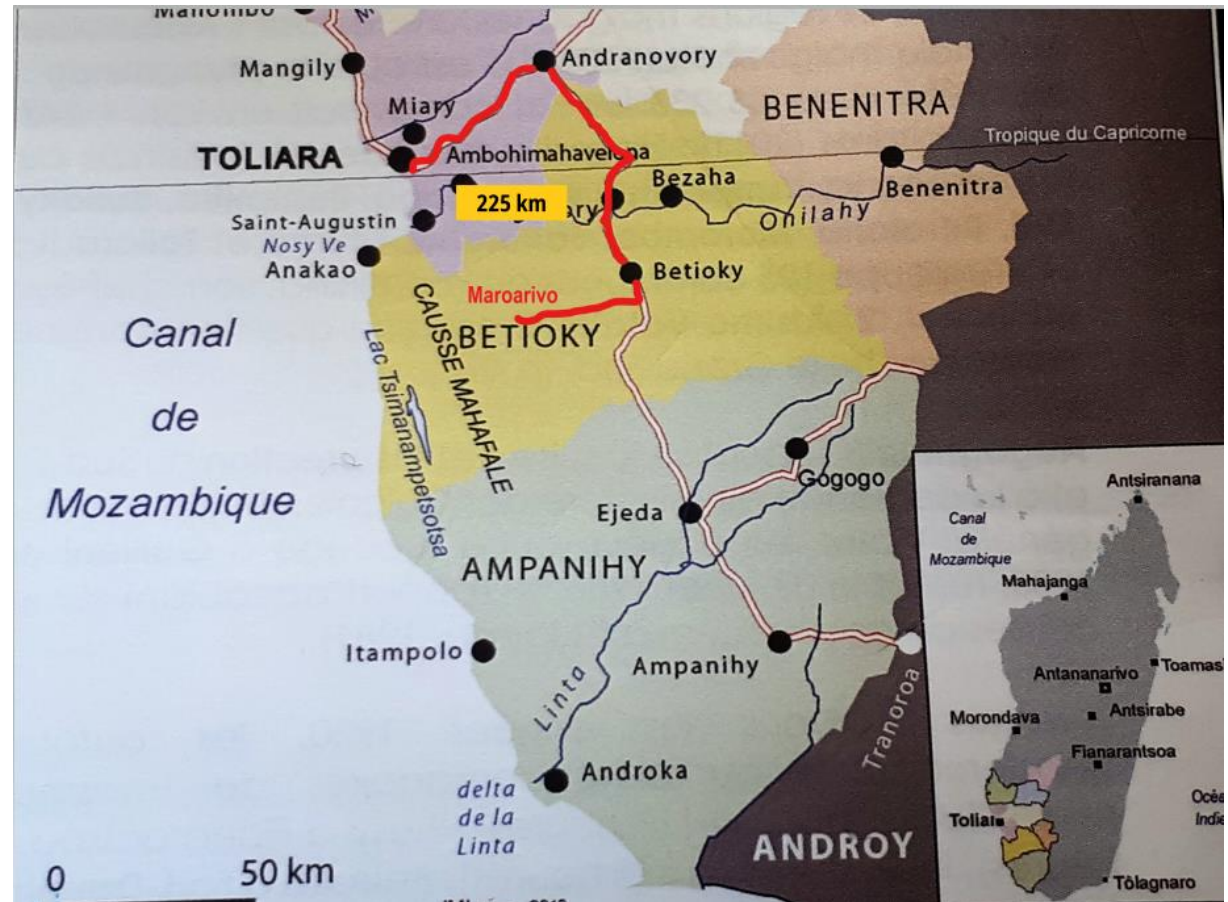 Mangily
Andranovory
Miary
BENENITRA
Tropique du Capricorne
TOLIARA
Ambohimahavelona
Bezaha
Benenitra
225 km
Saint-Augustin
Onilahy
Nosy Ve
Anakao
Betioky
Maroarivo
Canal
de
Mozambique
CAUSSE MAHAFALE
BETIOKY
Lac Tsimanampetsotsa
Gogogo
Ejeda
AMPANIHY
Itampolo
Ampanihy
Linta
Tranoroa
Androka
delta
de la
Linta
ANDROY
0
50 km
Antsiranana
Canal
de
Mozambique
Mahajanga
Antananarivo
Morondava
Antsirabe
Fianarantsoa
Tôlagnaro